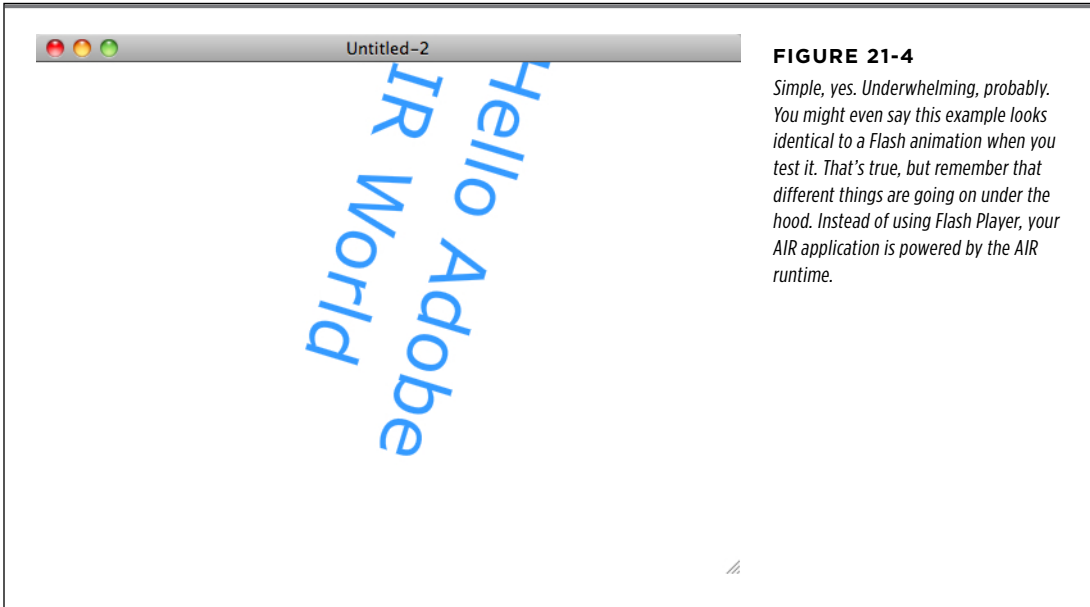 Untitled-2
Hello Adobe
IR World
FIGURE 21-4
Simple, yes. Underwhelming, probably.
You might even say this example looks
identical to a Flash animation when you
test it. That's true, but remember that
different things are going on under the
hood. Instead of using Flash Player, your
AIR application is powered by the AIR
runtime.